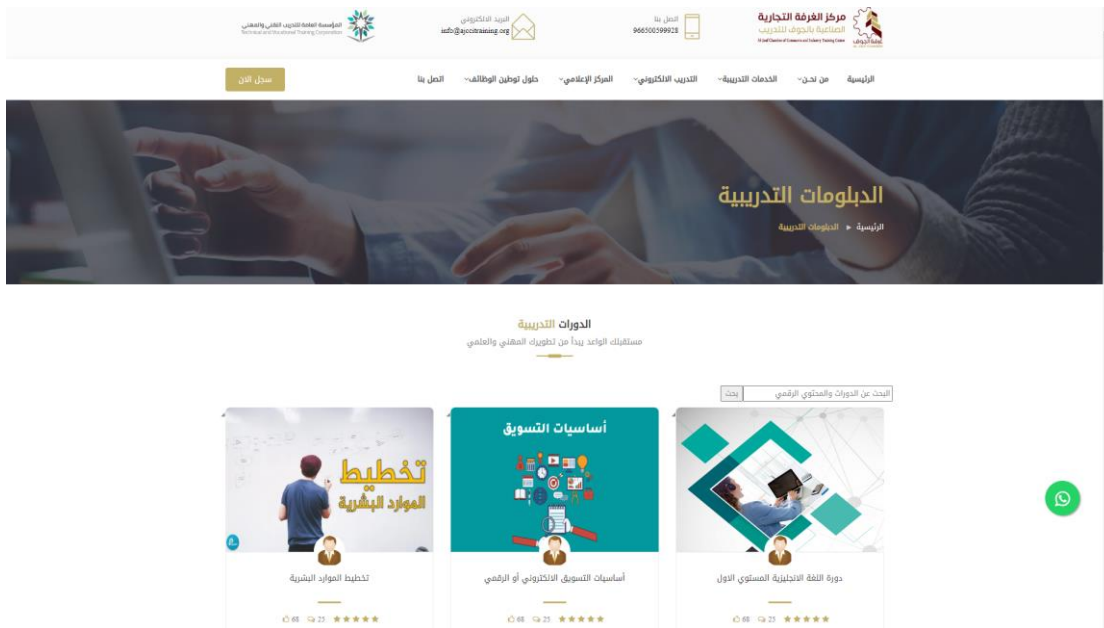 مركز الغرفة التجارية
الصناعية بالجوف للتدريب
اتصل بنا
966500599928
البريد الالكتروني
info@ajccitraining.org
المؤسسة العامة للتدريب التقني والمهني
Technical and Vocational Training Corporation
الرئيسية
من نحن
الخدمات التدريبية
التدريب الالكتروني
المركز الإعلامي
حلول توطين الوظائف
اتصل بنا
سجل الان
الدبلومات التدريبية
الرئيسية ◄ الدبلومات التدريبية
الدورات التدريبية
مستقبلك الواعد يبدأ من تطويرك المهني والعلمي
البحث عن الدورات والمحتوي الرقمي
بحث
أساسيات التسويق
تخطيط
الموارد البشرية
دورة اللغة الانجليزية المستوي الاول
أساسيات التسويق الالكتروني أو الرقمي
تخطيط الموارد البشرية
68 23
68 23
68 23